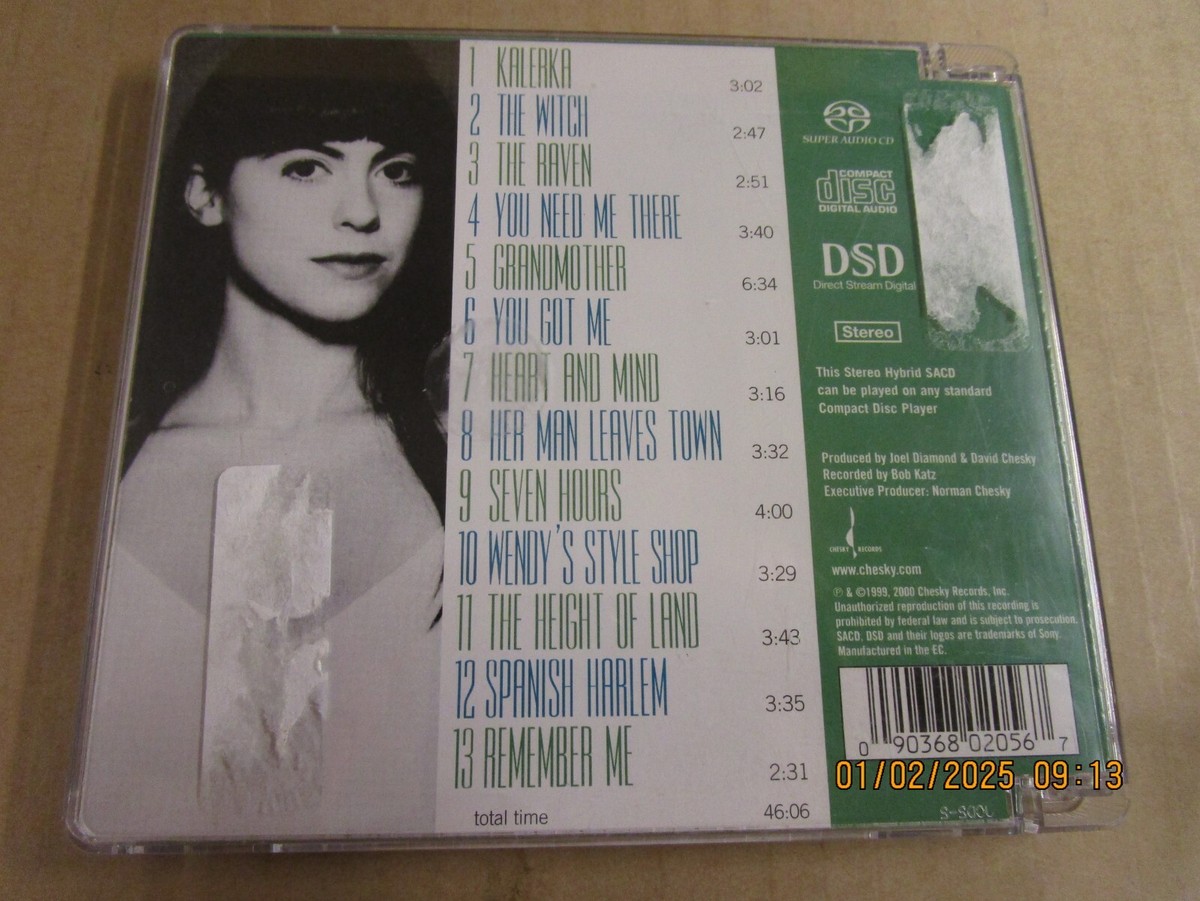 1 KALERKA 3:02
2 THE WITCH 2:47
3 THE RAVEN 2:51
4 YOU NEED ME THERE 3:40
5 GRANDMOTHER 6:34
6 YOU GOT ME 3:01
7 HEART AND MIND 3:16
8 HER MAN LEAVES TOWN 3:32
9 SEVEN HOURS 4:00
10 WENDY'S STYLE SHOP 3:29
11 THE HEIGHT OF LAND 3:43
12 SPANISH HARLEM 3:35
13 REMEMBER ME 2:31
total time 46:06
SUPER AUDIO CD
COMPACT
disc
DIGITAL AUDIO
DSD
Direct Stream Digital
Stereo
This Stereo Hybrid SACD
can be played on any standard
Compact Disc Player
Produced by Joel Diamond & David Chesky
Recorded by Bob Katz
Executive Producer: Norman Chesky
CHESKY RECORDS
www.chesky.com
℗ & ©1999, 2000 Chesky Records, Inc.
Unauthorized reproduction of this recording is
prohibited by federal law and is subject to prosecution.
SACD, DSD and their logos are trademarks of Sony.
Manufactured in the EC.
0 90368 02056 7
01/02/2025 09:13